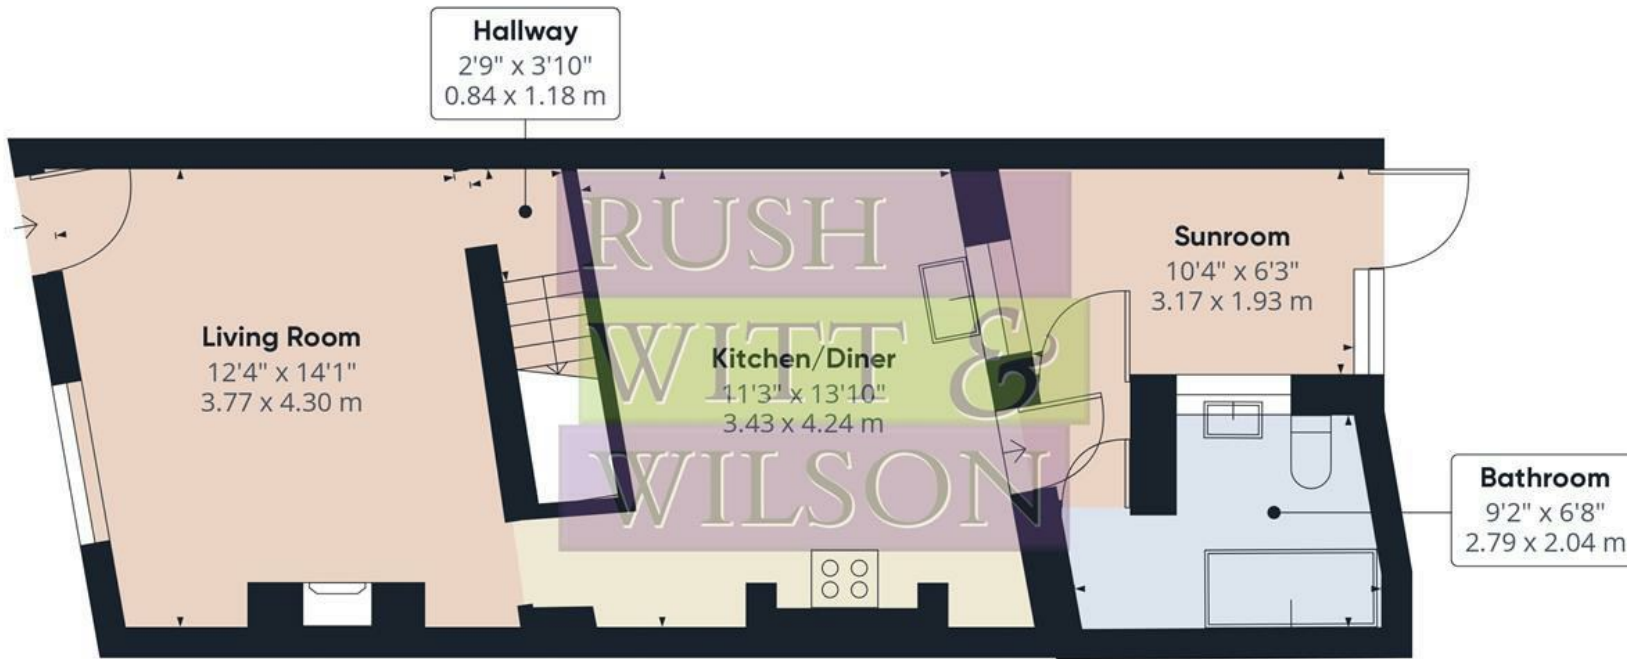 Hallway
2'9" x 3'10"
0.84 x 1.18 m
Living Room
12'4" x 14'1"
3.77 x 4.30 m
Kitchen/Diner
11'3" x 13'10"
3.43 x 4.24 m
Sunroom
10'4" x 6'3"
3.17 x 1.93 m
Bathroom
9'2" x 6'8"
2.79 x 2.04 m
RUSH
WITT &
WILSON